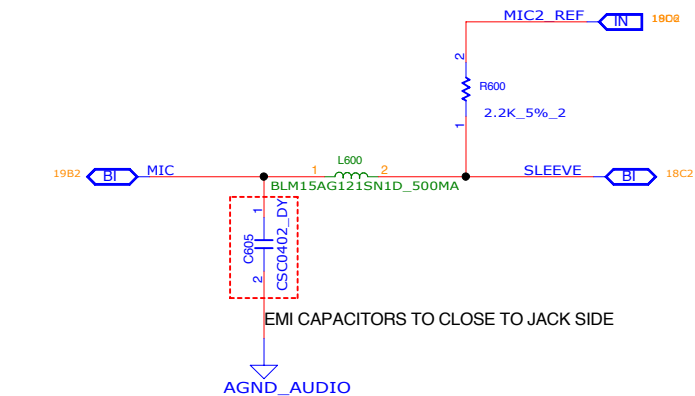 MIC2_REF
IN
2
R600
2.2K_5%_2
1
19B2
BI
MIC
1
L600
2
BLM15AG121SN1D_500MA
SLEEVE
BI
18C2
1
C605
CSC0402_DY
2
EMI CAPACITORS TO CLOSE TO JACK SIDE
AGND_AUDIO